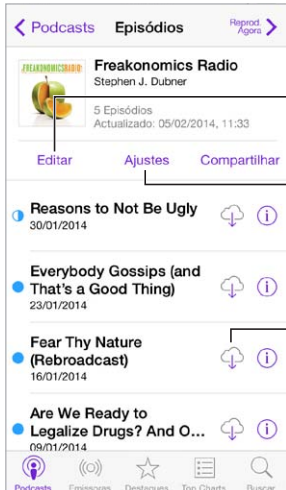 Podcasts Episódios Reprod. Agora
FREAKONOMICS RADIO
Freakonomics Radio
Stephen J. Dubner
5 Episódios
Actualizado: 05/02/2014, 11:33
Editar Ajustes Compartilhar
Reasons to Not Be Ugly
30/01/2014
Everybody Gossips (and
That's a Good Thing)
23/01/2014
Fear Thy Nature
(Rebroadcast)
16/01/2014
Are We Ready to
Legalize Drugs? And O...
09/01/2014
Podcasts Emissoras Destaques Top Charts Buscar